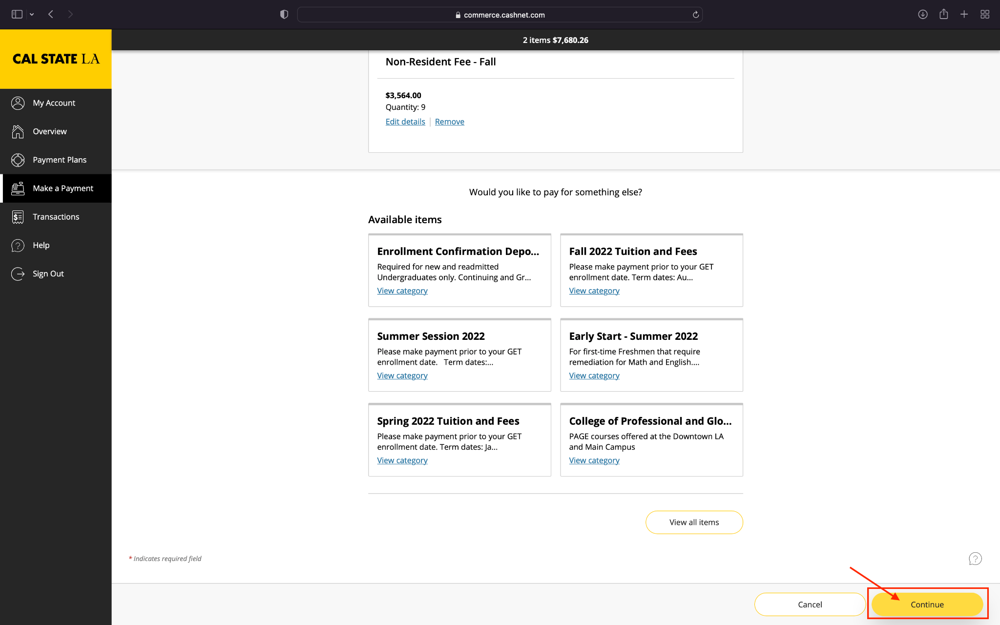 commerce.cashnet.com
2 items $7,680.26
CAL STATE LA
My Account
Overview
Payment Plans
Make a Payment
Transactions
Help
Sign Out
Non-Resident Fee - Fall
$3,564.00
Quantity: 9
Edit details | Remove
Would you like to pay for something else?
Available items
Enrollment Confirmation Depo...
Required for new and readmitted
Undergraduates only. Continuing and Gr...
View category
Fall 2022 Tuition and Fees
Please make payment prior to your GET
enrollment date. Term dates: Au...
View category
Summer Session 2022
Please make payment prior to your GET
enrollment date.   Term dates:...
View category
Early Start - Summer 2022
For first-time Freshmen that require
remediation for Math and English....
View category
Spring 2022 Tuition and Fees
Please make payment prior to your GET
enrollment date. Term dates: Ja...
View category
College of Professional and Glo...
PAGE courses offered at the Downtown LA
and Main Campus
View category
View all items
* Indicates required field
Cancel
Continue